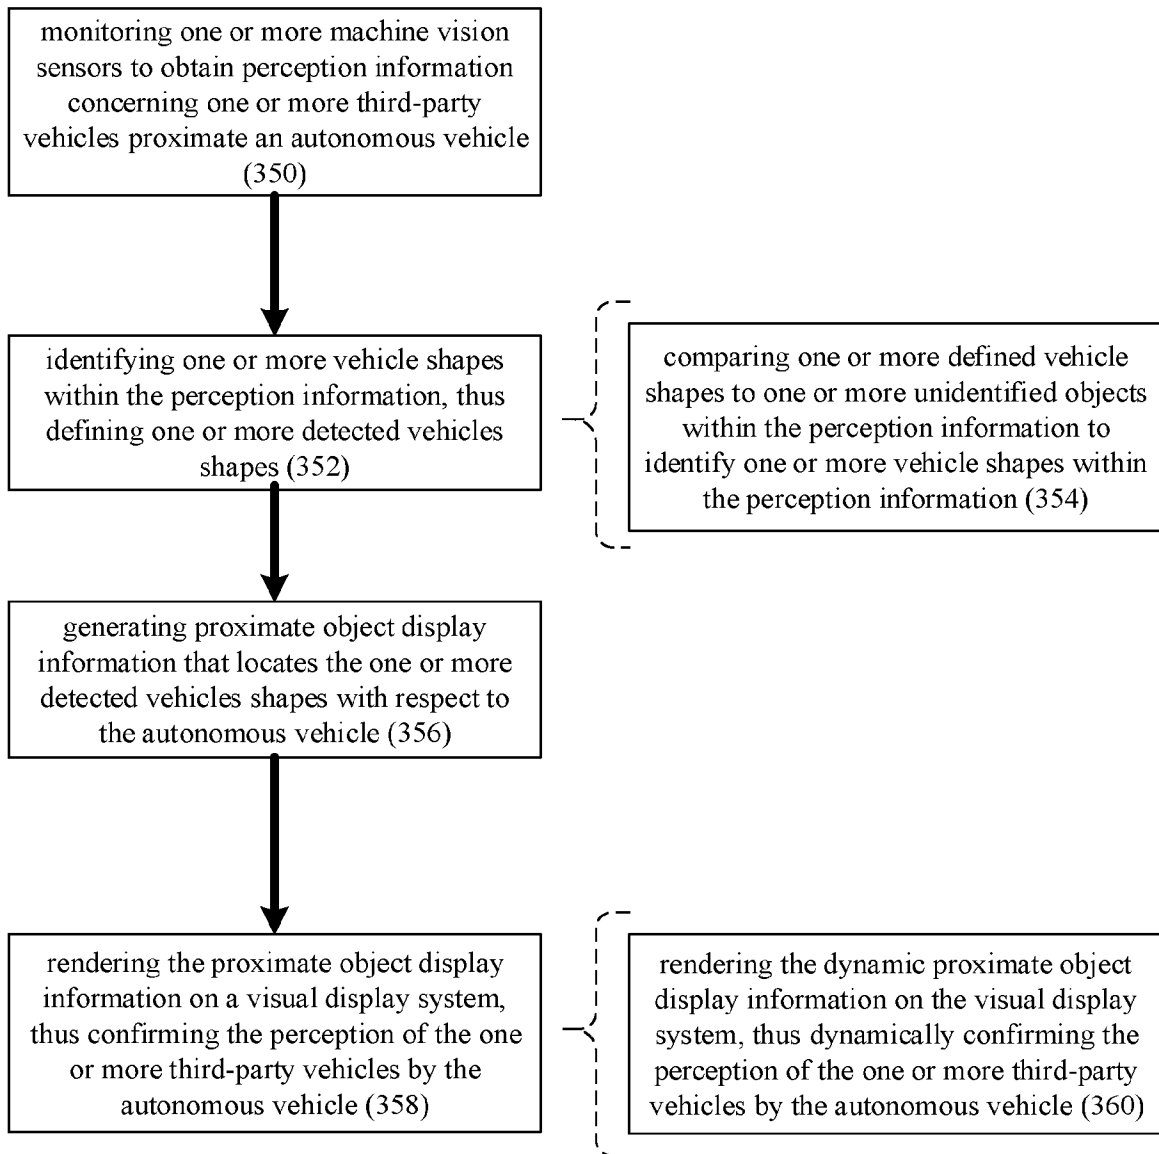 monitoring one or more machine vision
sensors to obtain perception information
concerning one or more third-party
vehicles proximate an autonomous vehicle
(350)
identifying one or more vehicle shapes
within the perception information, thus
defining one or more detected vehicles
shapes (352)
comparing one or more defined vehicle
shapes to one or more unidentified objects
within the perception information to
identify one or more vehicle shapes within
the perception information (354)
generating proximate object display
information that locates the one or more
detected vehicles shapes with respect to
the autonomous vehicle (356)
rendering the proximate object display
information on a visual display system,
thus confirming the perception of the one
or more third-party vehicles by the
autonomous vehicle (358)
rendering the dynamic proximate object
display information on the visual display
system, thus dynamically confirming the
perception of the one or more third-party
vehicles by the autonomous vehicle (360)